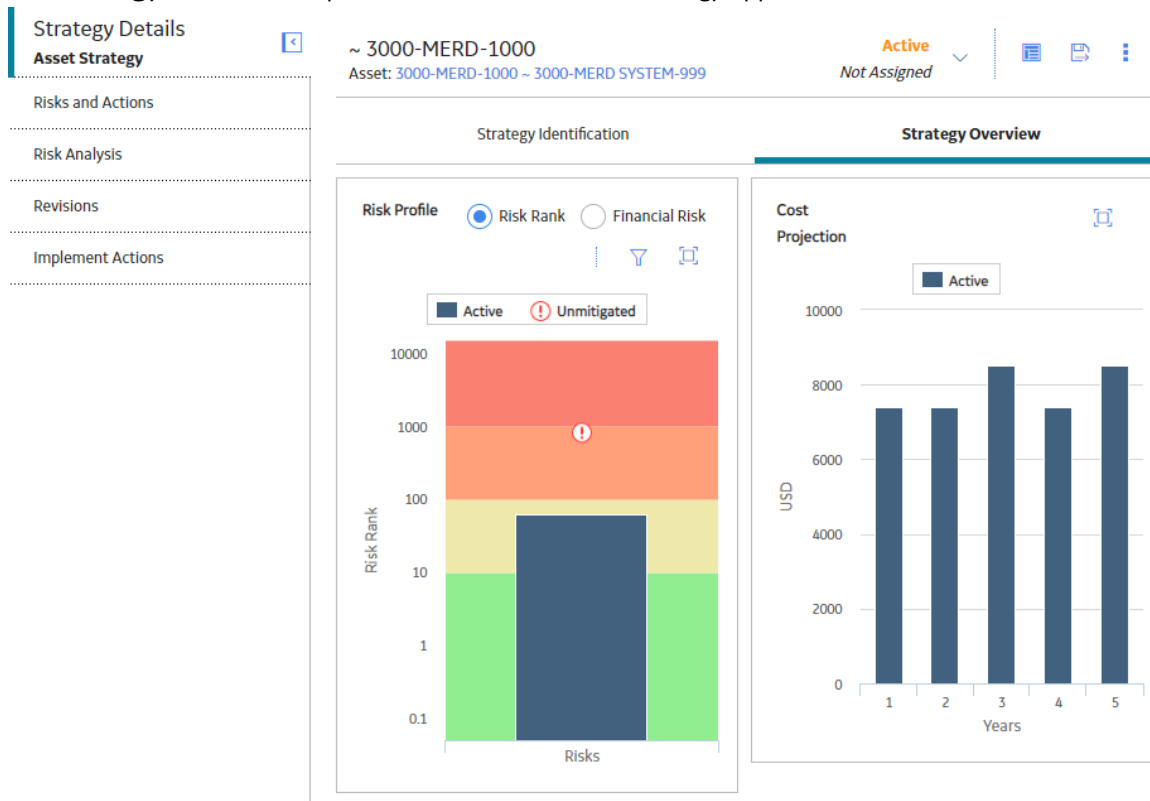 Strategy Details
Asset Strategy
Risks and Actions
Risk Analysis
Revisions
Implement Actions
~ 3000-MERD-1000
Asset: 3000-MERD-1000 ~ 3000-MERD SYSTEM-999
Active
Not Assigned
Strategy Identification
Strategy Overview
Risk Profile
Risk Rank
Financial Risk
Active
Unmitigated
10000
1000
100
10
1
0.1
Risk Rank
Risks
Cost
Projection
Active
10000
8000
6000
4000
2000
0
USD
1 2 3 4 5
Years